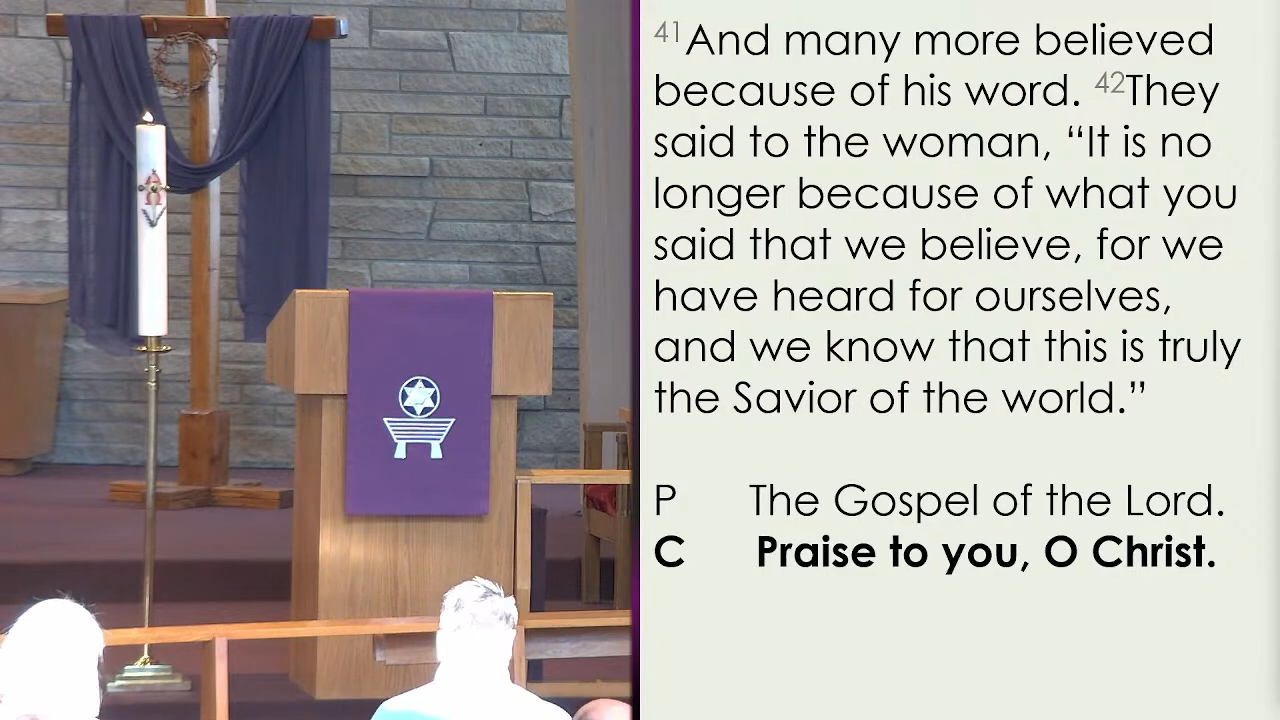 41And many more believed
because of his word. 42They
said to the woman, “It is no
longer because of what you
said that we believe, for we
have heard for ourselves,
and we know that this is truly
the Savior of the world.”
P The Gospel of the Lord.
C Praise to you, O Christ.